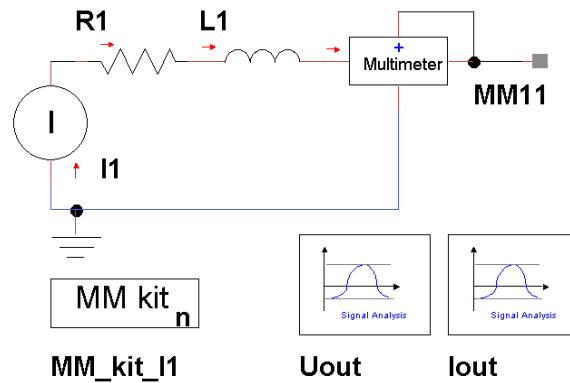 R1
L1
+
Multimeter
MM11
I
I1
MM kit n
Signal Analysis
Signal Analysis
MM_kit_I1
Uout
Iout